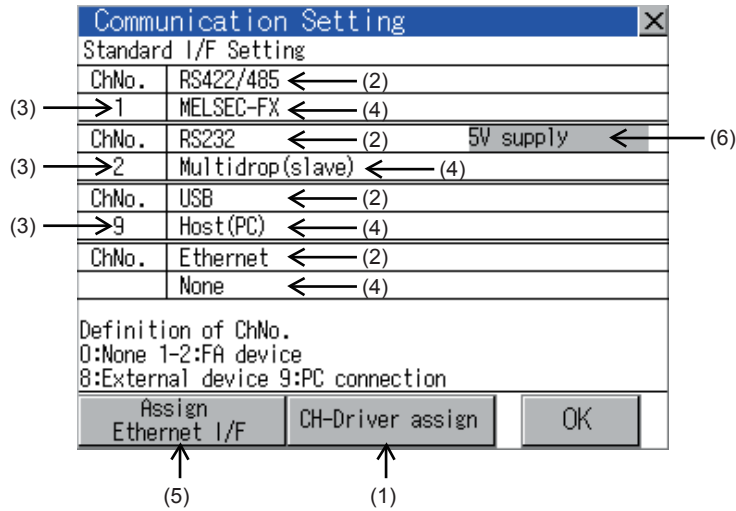 Communication Setting
Standard I/F Setting
ChNo. RS422/485 (2)
(3) 1 MELSEC-FX (4)
ChNo. RS232 (2) 5V supply (6)
(3) 2 Multidrop(slave) (4)
ChNo. USB (2)
(3) 9 Host(PC) (4)
ChNo. Ethernet (2)
None (4)
Definition of ChNo.
0:None 1-2:FA device
8:External device 9:PC connection
Assign
Ethernet I/F
CH-Driver assign
OK
(5) (1)